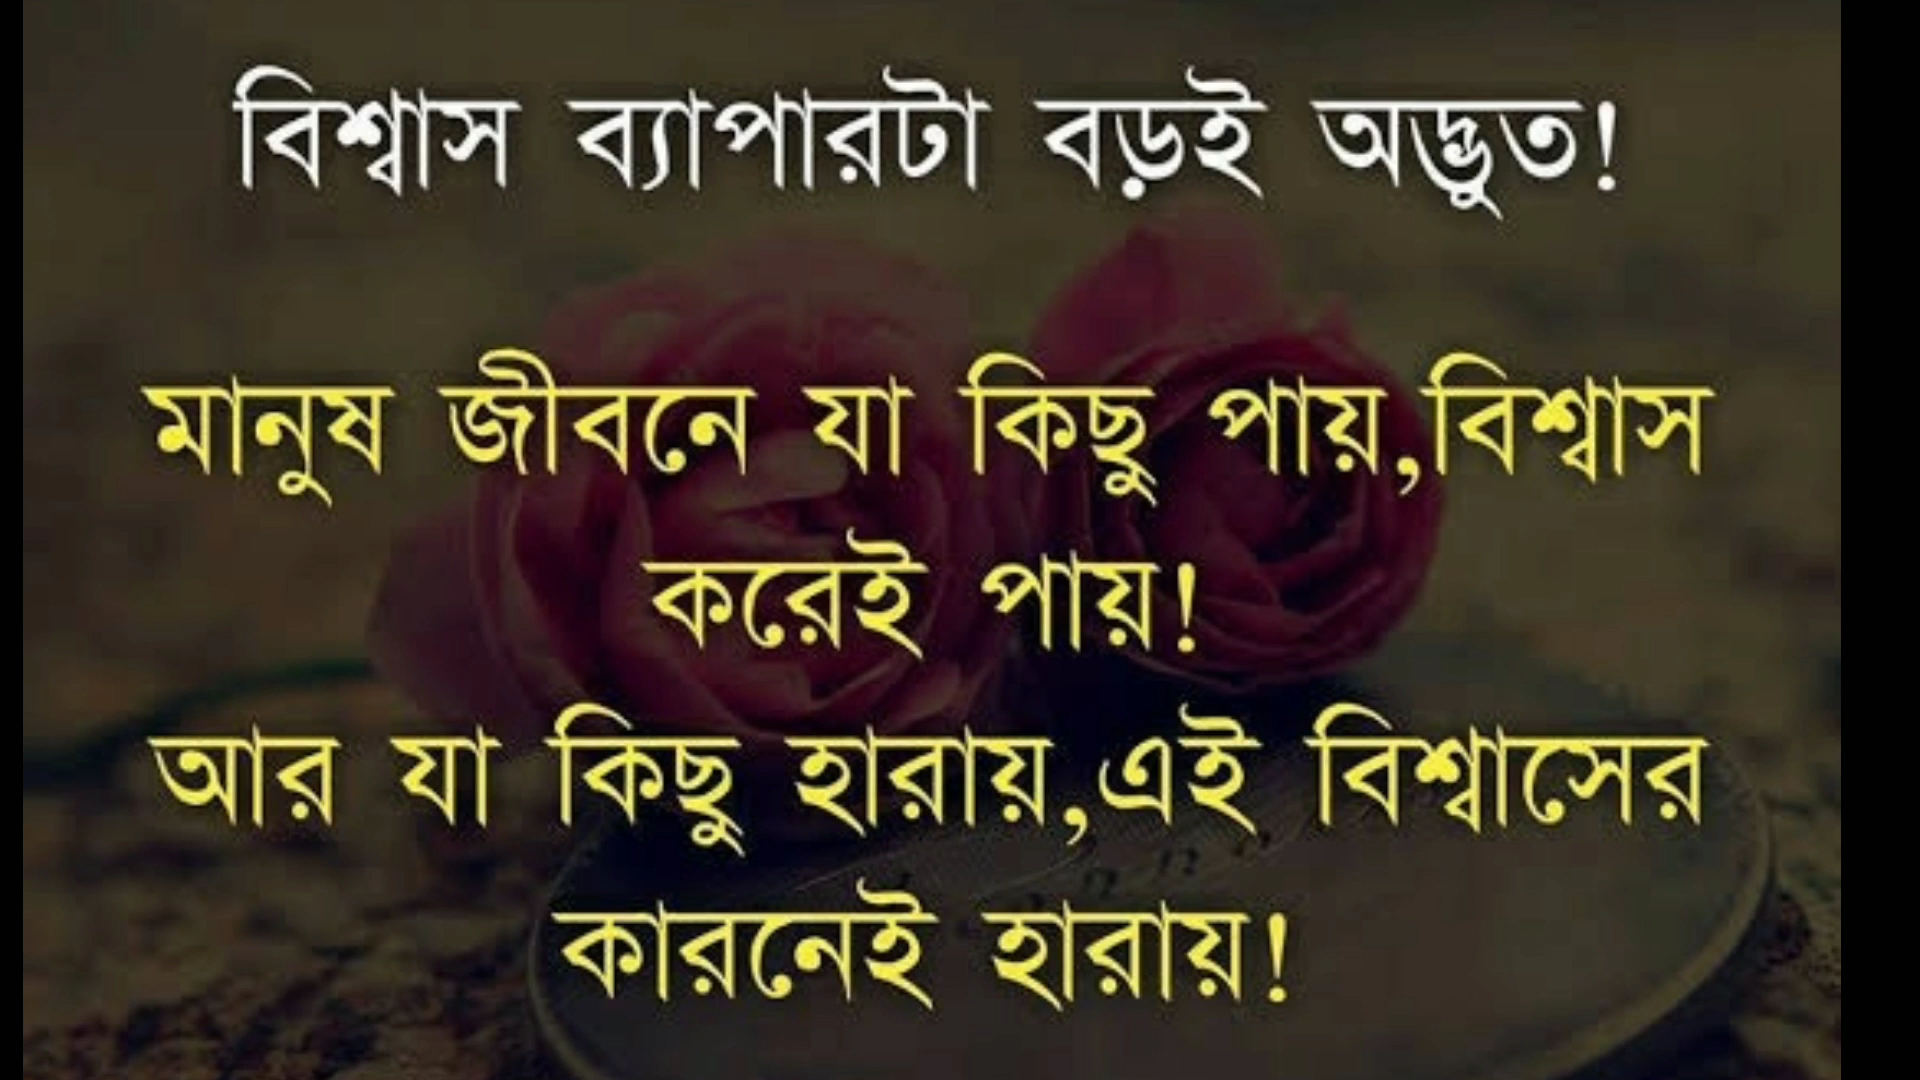 বিশ্বাস ব্যাপারটা বড়ই অদ্ভুত!
মানুষ জীবনে যা কিছু পায়,বিশ্বাস
করেই পায়!
আর যা কিছু হারায়,এই বিশ্বাসের
কারনেই হারায়!